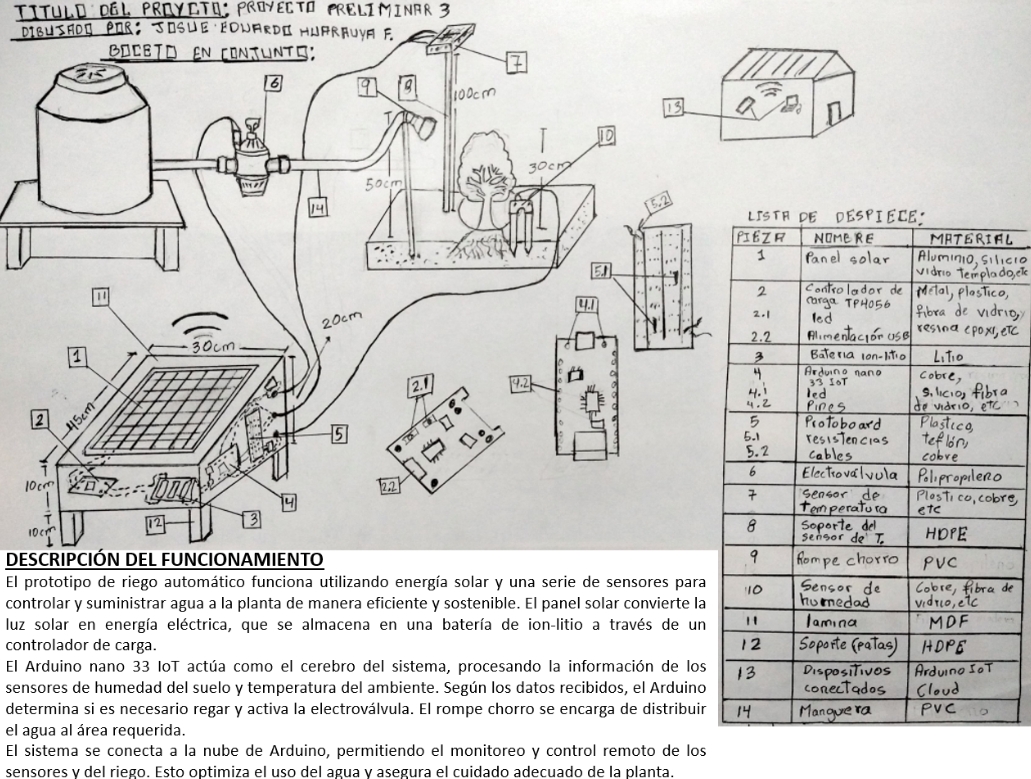 TITULO DEL PROYCTO: PROYECTO PRELIMINAR 3
DIBUJADO POR: JOSUE EDUARDO HUARAUYA F.
BOCETO EN CONJUNTO:
6
7
9
8
100cm
13
10
30cm
50cm
14
5.2
5.1
11
20cm
30cm
1
45cm
2
10cm
10cm
12
3
4
5
2.1
2.2
4.1
4.2
LISTA DE DESPIECE:
PIEZA NOMBRE MATERIAL
1 Panel solar Aluminio, silicio
vidrio templado, etc
2 Controlador de Metal, plastico,
carga TP4056
2.1 led fibra de vidrio,
2.2 Alimentación USB resina epoxi, etc
3 Bateria ion-litio Litio
4 Arduino nano cobre,
33 IoT
4.1 led silicio, fibra
4.2 Pines de vidrio, etc
5 Protoboard Plastico,
5.1 resistencias teflón,
5.2 cables cobre
6 Electroválvula Polipropileno
7 Sensor de Plastico, cobre,
temperatura etc
8 Soporte del HDPE
sensor de T.
9 Rompe chorro PVC
10 Sensor de Cobre, fibra de
humedad vidrio, etc
11 lamina MDF
12 Soporte (patas) HDPE
13 Dispositivos Arduino IoT
conectados Cloud
14 Manguera PVC
DESCRIPCIÓN DEL FUNCIONAMIENTO
El prototipo de riego automático funciona utilizando energía solar y una serie de sensores para
controlar y suministrar agua a la planta de manera eficiente y sostenible. El panel solar convierte la
luz solar en energía eléctrica, que se almacena en una batería de ion-litio a través de un
controlador de carga.
El Arduino nano 33 IoT actúa como el cerebro del sistema, procesando la información de los
sensores de humedad del suelo y temperatura del ambiente. Según los datos recibidos, el Arduino
determina si es necesario regar y activa la electroválvula. El rompe chorro se encarga de distribuir
el agua al área requerida.
El sistema se conecta a la nube de Arduino, permitiendo el monitoreo y control remoto de los
sensores y del riego. Esto optimiza el uso del agua y asegura el cuidado adecuado de la planta.